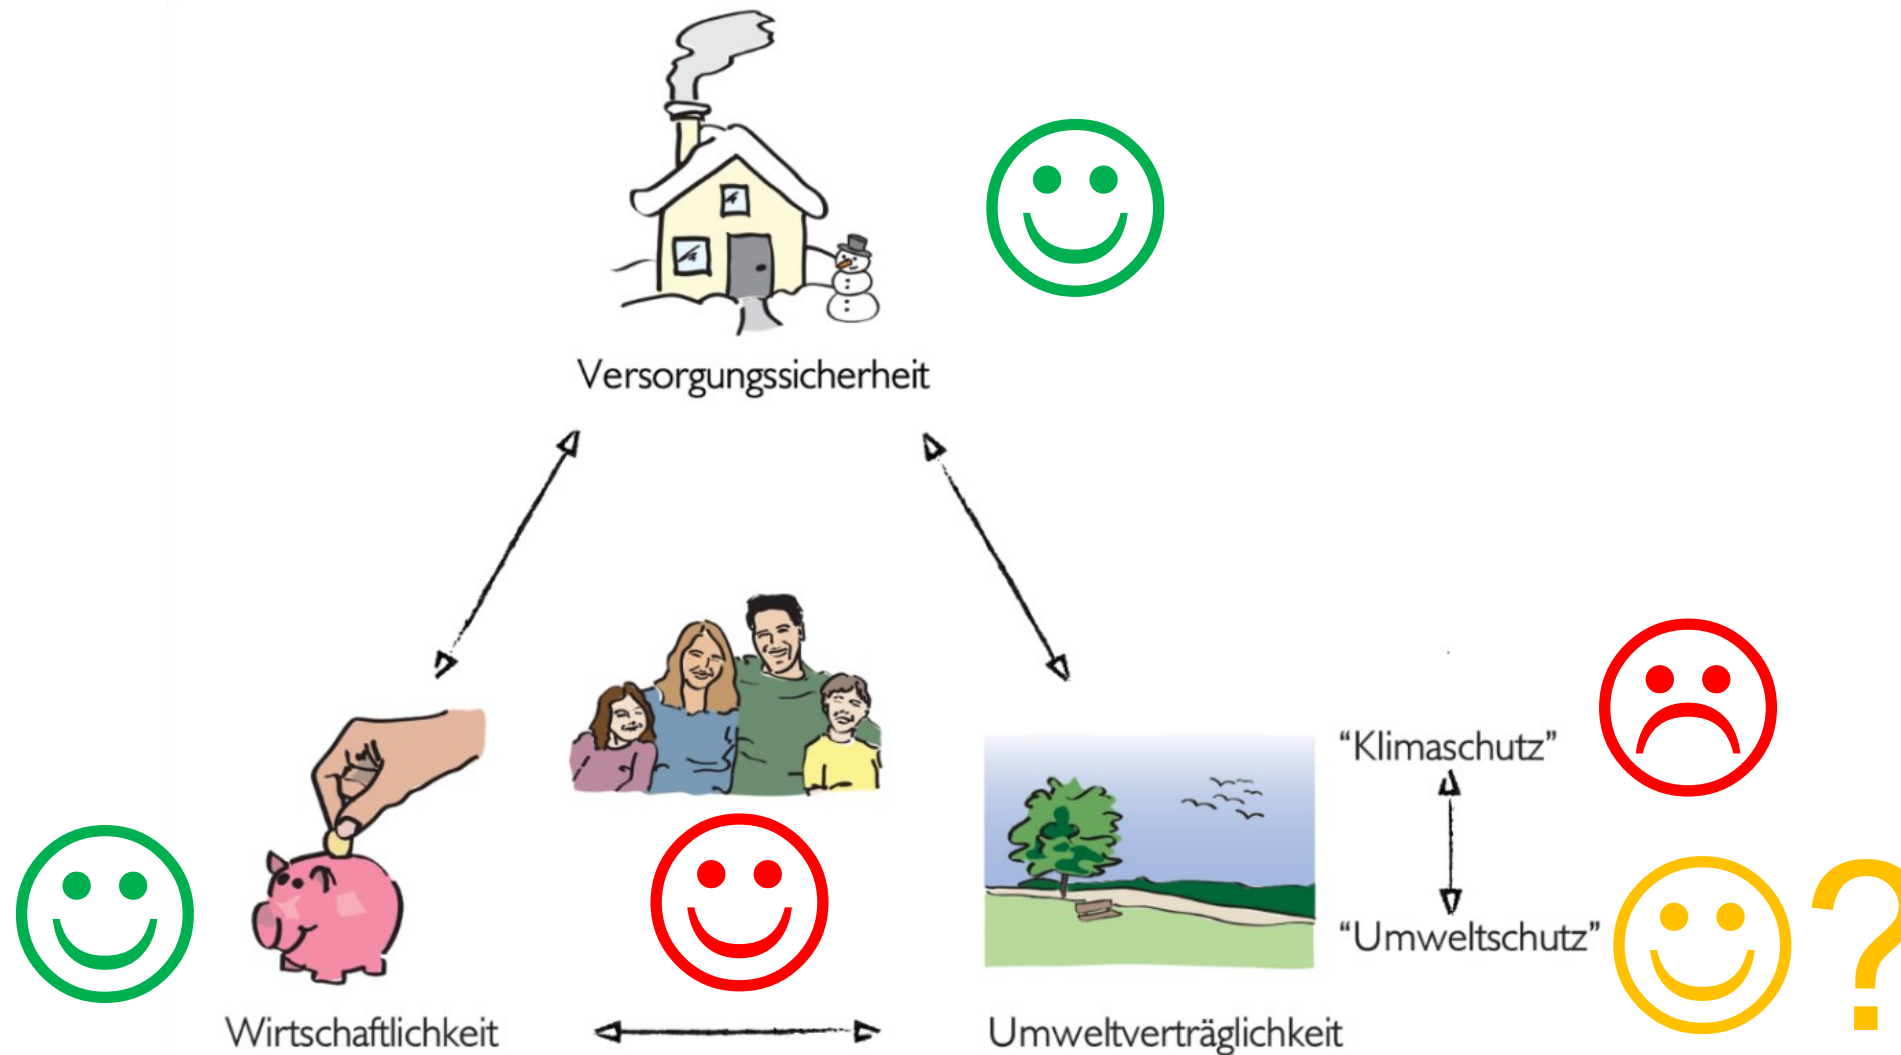 Versorgungssicherheit
“Klimaschutz”
“Umweltschutz”
?
Wirtschaftlichkeit
Umweltverträglichkeit